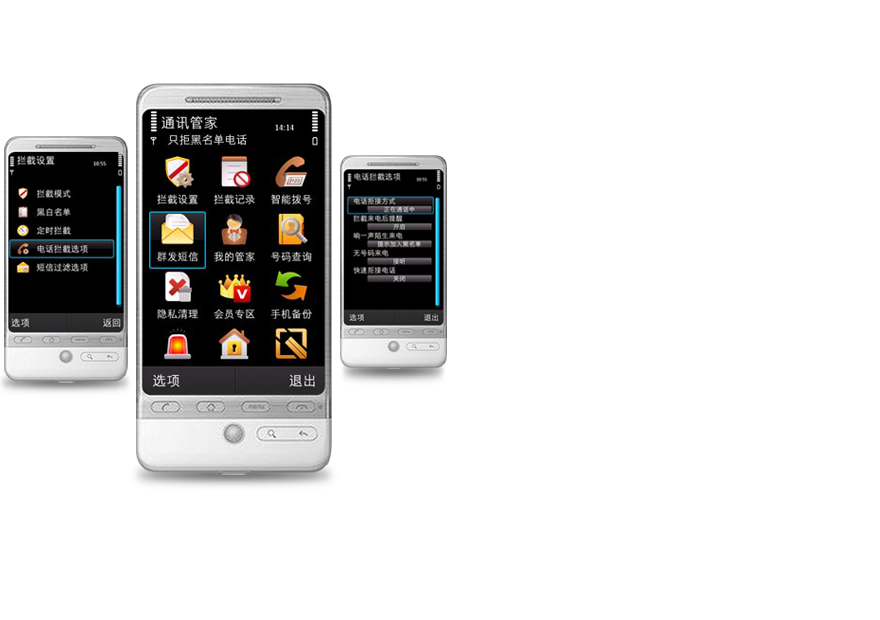 拦截设置
10:55
拦截模式
黑白名单
定时拦截
电话拦截选项
短信过滤选项
选项 返回
通讯管家
14:14
只拒黑名单电话
拦截设置 拦截记录 智能拨号
群发短信 我的管家 号码查询
隐私清理 会员专区 手机备份
选项 退出
电话拦截选项
10:55
电话拒接方式
正在通话中
拦截来电后提醒
开启
响一声陌生来电
提示加入黑名单
无号码来电
接听
快速拒接电话
关闭
选项 退出